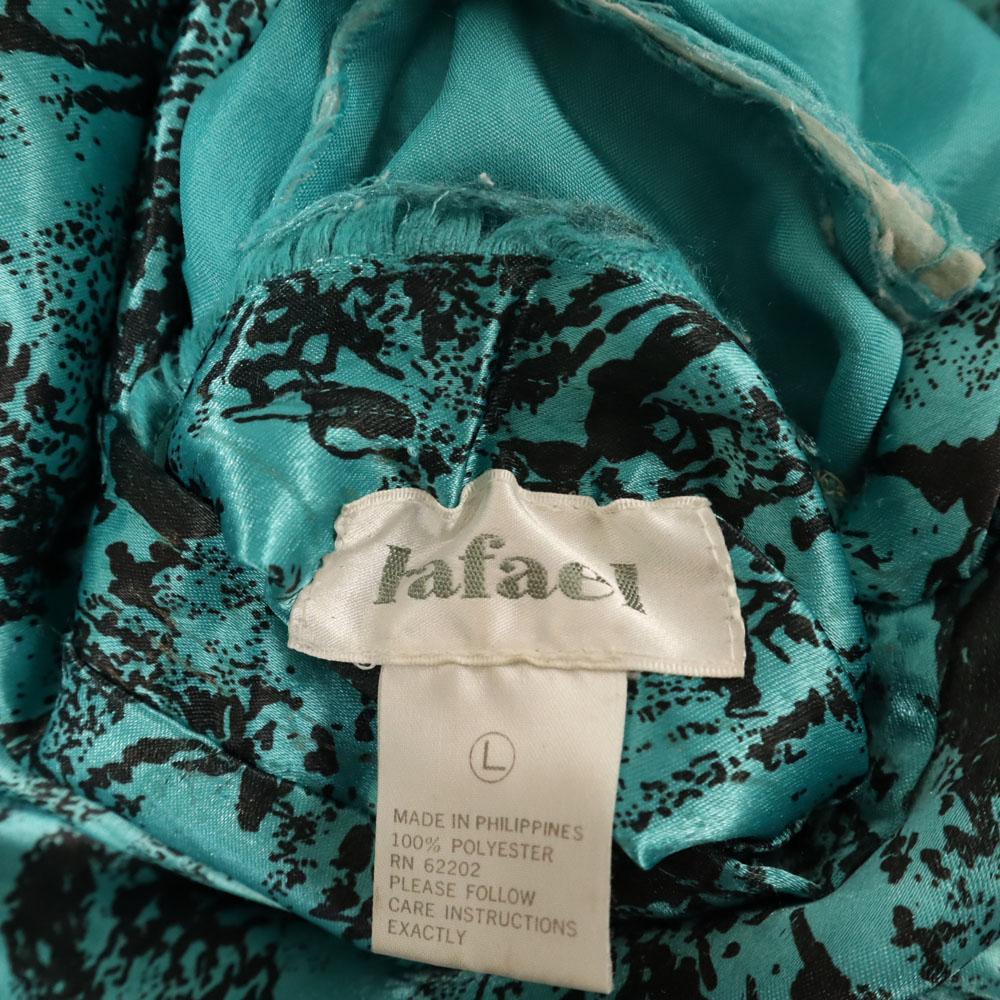 rafael
L
MADE IN PHILIPPINES
100% POLYESTER
RN 62202
PLEASE FOLLOW
CARE INSTRUCTIONS
EXACTLY